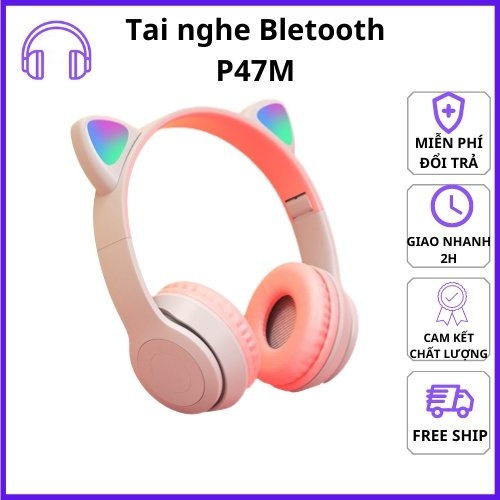 Tai nghe Bletooth
P47M
MIỄN PHÍ
ĐỔI TRẢ
GIAO NHANH
2H
CAM KẾT
CHẤT LƯỢNG
FREE SHIP